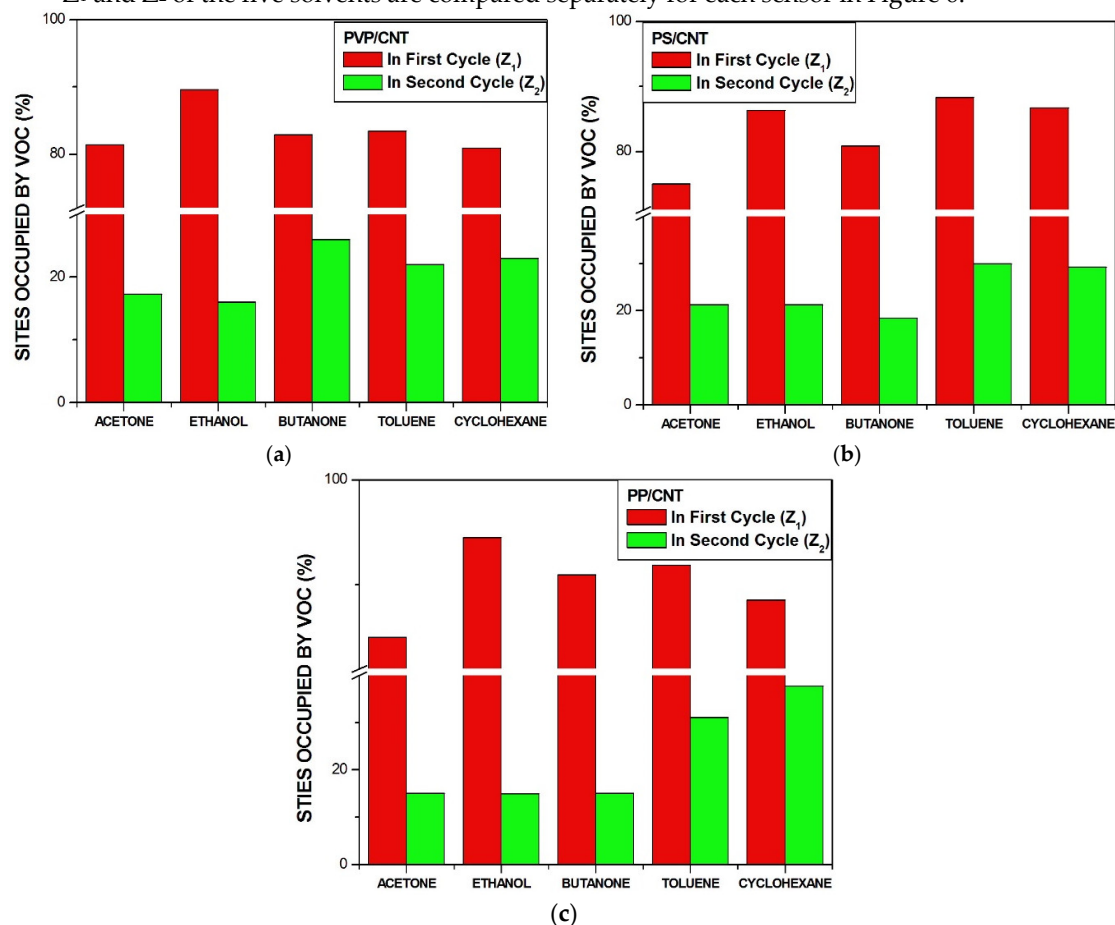 of the five solvents are compared separately for each sensor in Figure 6.
100
80
20
0
SITES OCCUPIED BY VOC (%)
PVP/CNT
In First Cycle (Z₁)
In Second Cycle (Z₂)
ACETONE ETHANOL BUTANONE TOLUENE CYCLOHEXANE
(a)
100
80
20
0
SITES OCCUPIED BY VOC (%)
PS/CNT
In First Cycle (Z₁)
In Second Cycle (Z₂)
ACETONE ETHANOL BUTANONE TOLUENE CYCLOHEXANE
(b)
100
20
0
STIES OCCUPIED BY VOC (%)
PP/CNT
In First Cycle (Z₁)
In Second Cycle (Z₂)
ACETONE ETHANOL BUTANONE TOLUENE CYCLOHEXANE
(c)